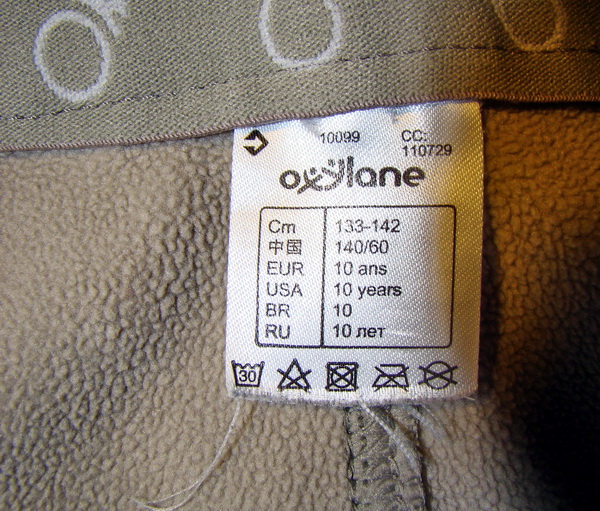 10099 CC:
110729
oxylane
Cm 133-142
中国 140/60
EUR 10 ans
USA 10 years
BR 10
RU 10 лет
30